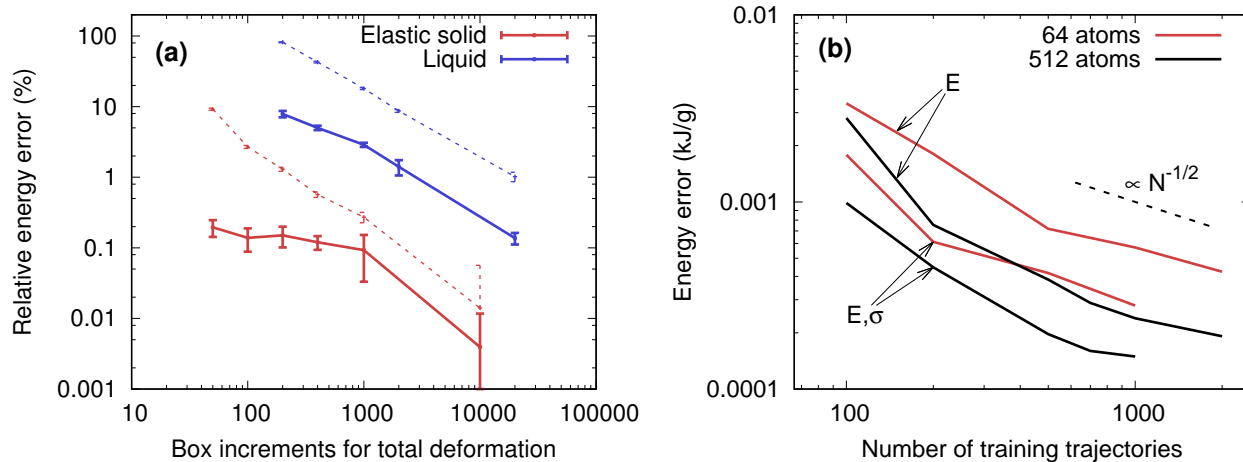 (a)
Elastic solid
Liquid
Relative energy error (%)
100
10
1
0.1
0.01
0.001
10
100
1000
10000
100000
Box increments for total deformation
(b)
64 atoms
512 atoms
E
E,σ
∝ N^{-1/2}
Energy error (kJ/g)
0.01
0.001
0.0001
100
1000
Number of training trajectories